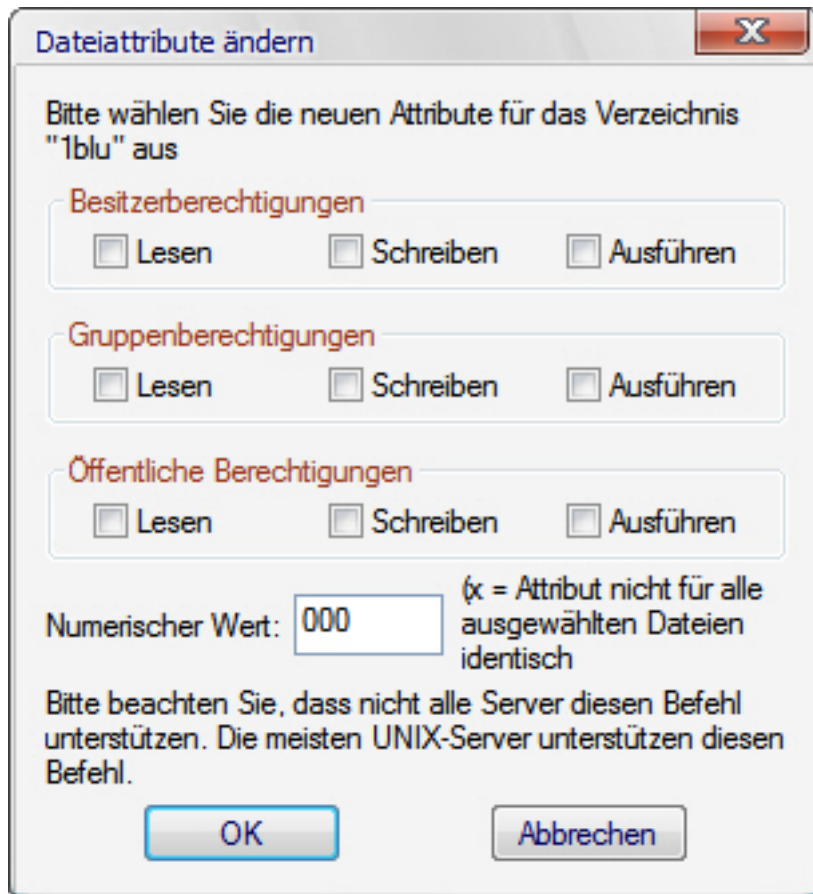 Dateiattribute ändern
Bitte wählen Sie die neuen Attribute für das Verzeichnis
"1blu" aus
Besitzerberechtigungen
Lesen Schreiben Ausführen
Gruppenberechtigungen
Lesen Schreiben Ausführen
Öffentliche Berechtigungen
Lesen Schreiben Ausführen
Numerischer Wert: 000
(x = Attribut nicht für alle
ausgewählten Dateien
identisch
Bitte beachten Sie, dass nicht alle Server diesen Befehl
unterstützen. Die meisten UNIX-Server unterstützen diesen
Befehl.
OK Abbrechen